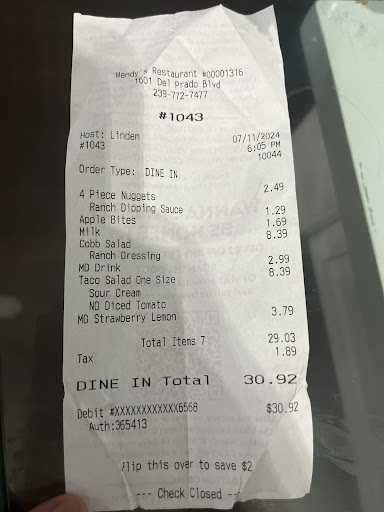 Wendy's Restaurant #00001316
1601 Del Prado Blvd
239-772-7477
#1043
Host: Linden 07/11/2024
#1043 6:05 PM
10044
Order Type: DINE IN
4 Piece Nuggets 2.49
Ranch Dipping Sauce
Apple Bites 1.29
Milk 1.69
Cobb Salad 8.39
Ranch Dressing
MD Drink 2.99
Taco Salad One Size 8.39
Sour Cream
NO Diced Tomato
MD Strawberry Lemon 3.79
Total Items 7 29.03
Tax 1.89
DINE IN Total 30.92
Debit #XXXXXXXXXXXX6568 $30.92
Auth:365413
flip this over to save $2
--- Check Closed ---